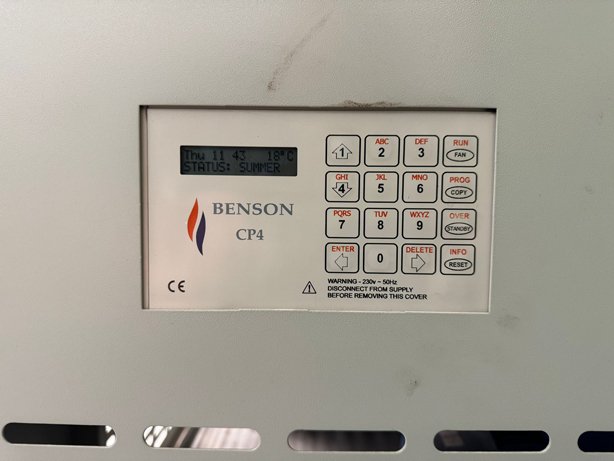 Thu 11 43 18°C
STATUS: SUMMER
BENSON
CP4
CE
1
ABC
2
DEF
3
RUN
FAN
GHI
4
JKL
5
MNO
6
PROG
COPY
PQRS
7
TUV
8
WXYZ
9
OVER
STANDBY
ENTER
0
DELETE
INFO
RESET
WARNING - 230v ~ 50Hz
DISCONNECT FROM SUPPLY
BEFORE REMOVING THIS COVER